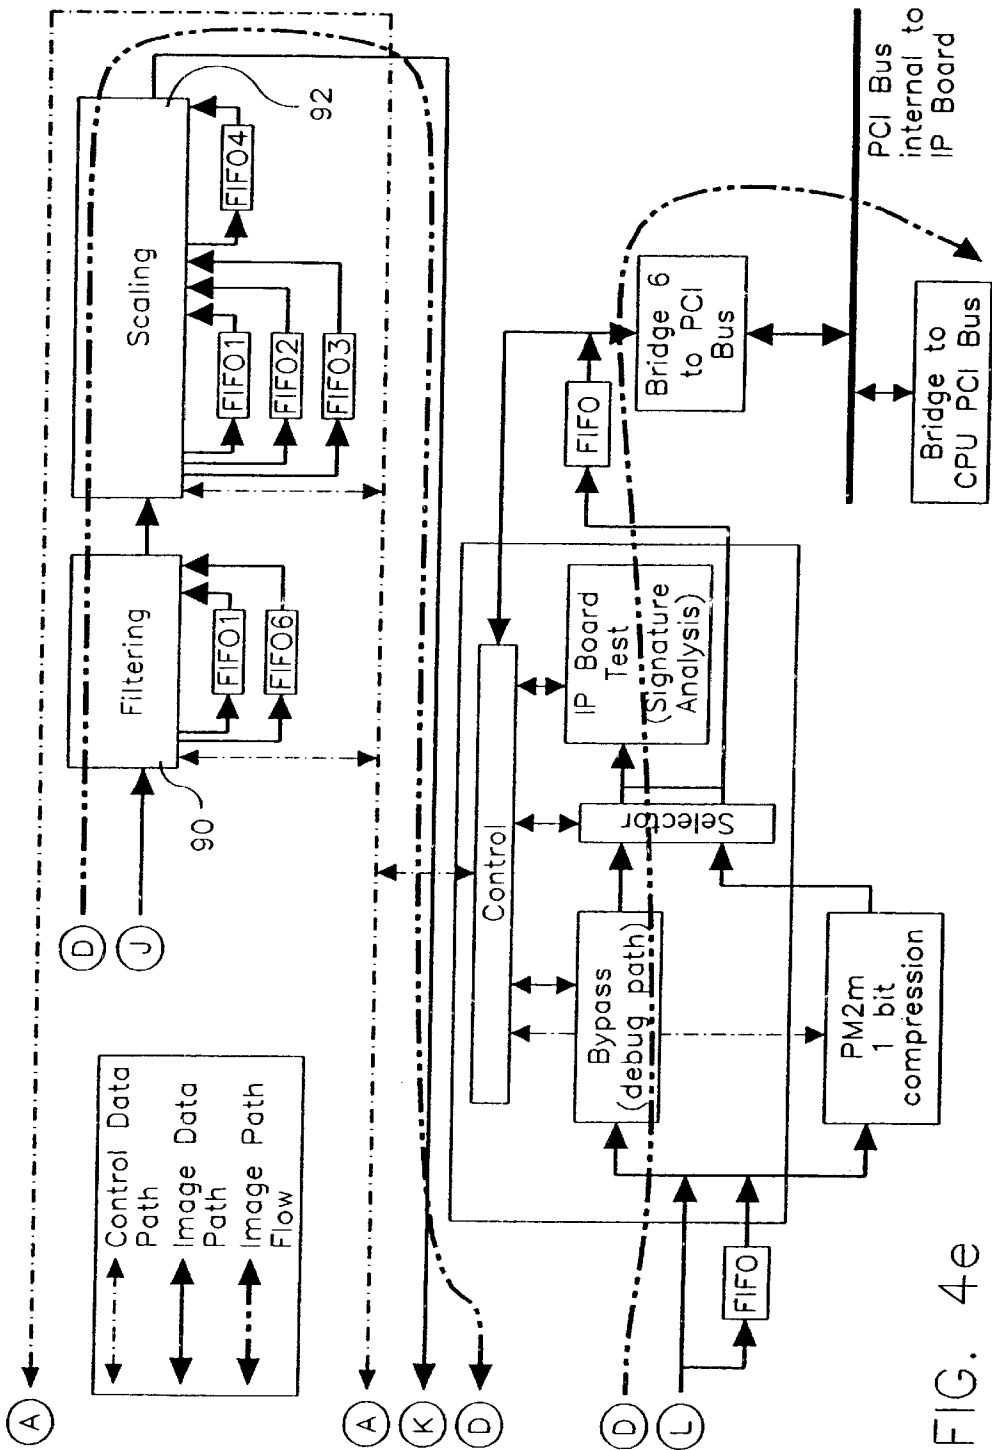 A
Control Data
Path
Image Data
Path
Image Path
Flow
D
J
Filtering
FIFO1
FIFO6
90
Scaling
FIFO1
FIFO2
FIFO3
FIFO4
92
A
K
D
D
L
FIFO
Control
Bypass
(debug path)
PM2m
1 bit
compression
Selector
IP Board
Test
(Signature
Analysis)
FIFO
Bridge 6
to PCI
Bus
PCI Bus
internal to
IP Board
Bridge to
CPU PCI Bus
FIG. 4e